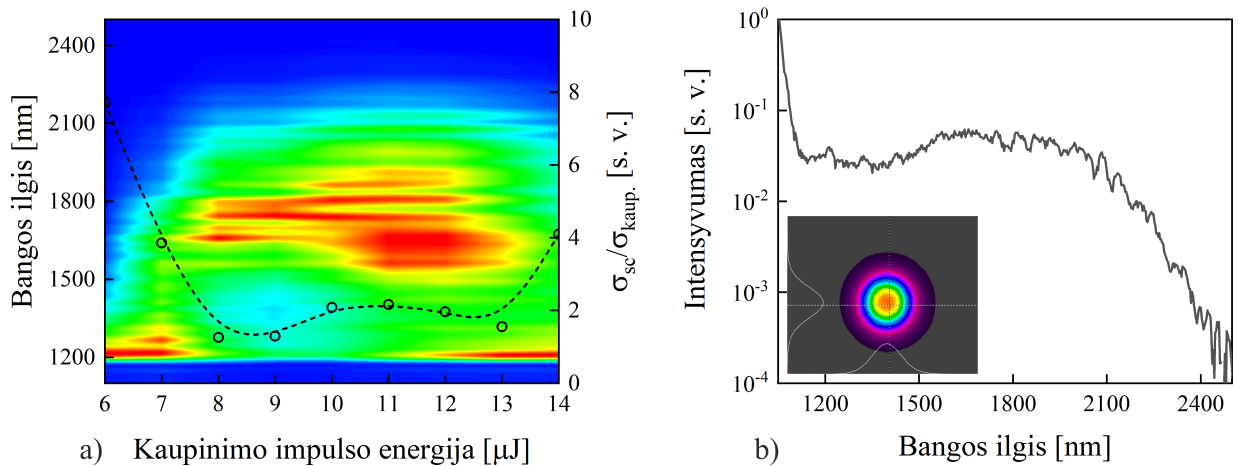 2500
2400
2100
1800
1500
1200
Bangos ilgis [nm]
10
8
6
4
2
0
σsc/σkaup. [s. v.]
6 7 8 9 10 11 12 13 14
a) Kaupinimo impulso energija [μJ]
10^0
10^-1
10^-2
10^-3
10^-4
Intensyvumas [s. v.]
1200 1500 1800 2100 2400
b) Bangos ilgis [nm]